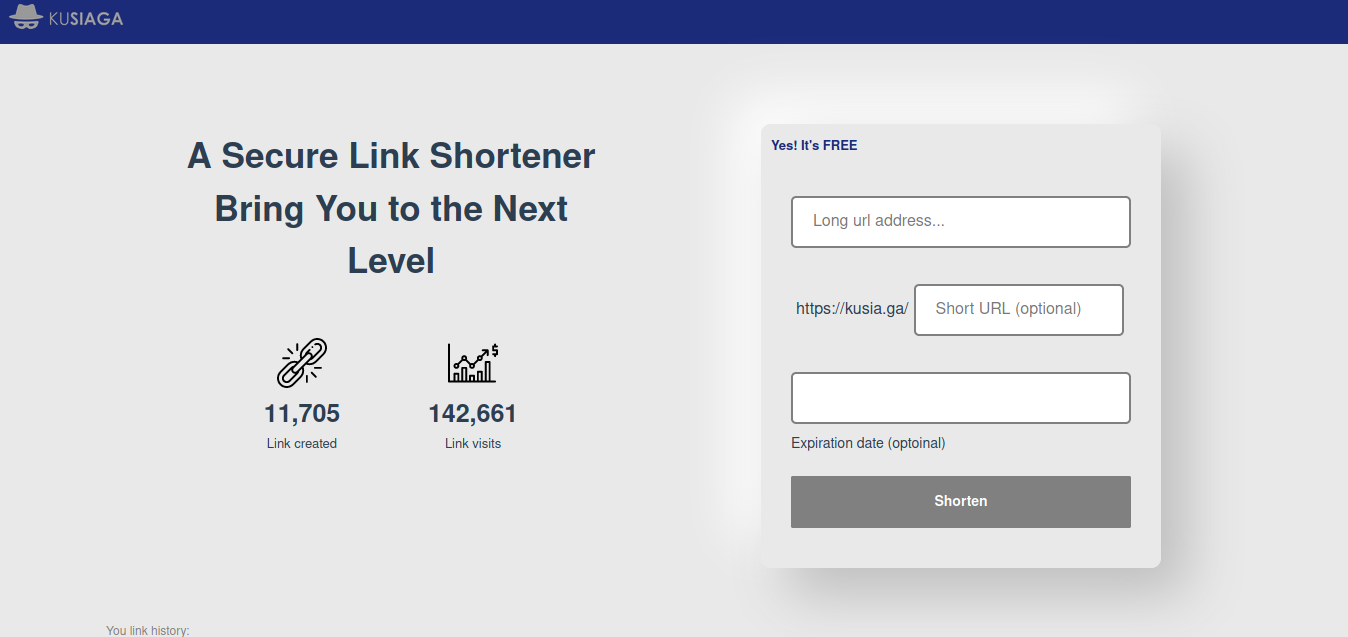 KUSIAGA
A Secure Link Shortener
Bring You to the Next
Level
11,705
Link created
142,661
Link visits
Yes! It's FREE
Long url address...
https://kusia.ga/ Short URL (optional)
Expiration date (optoinal)
Shorten
You link history: